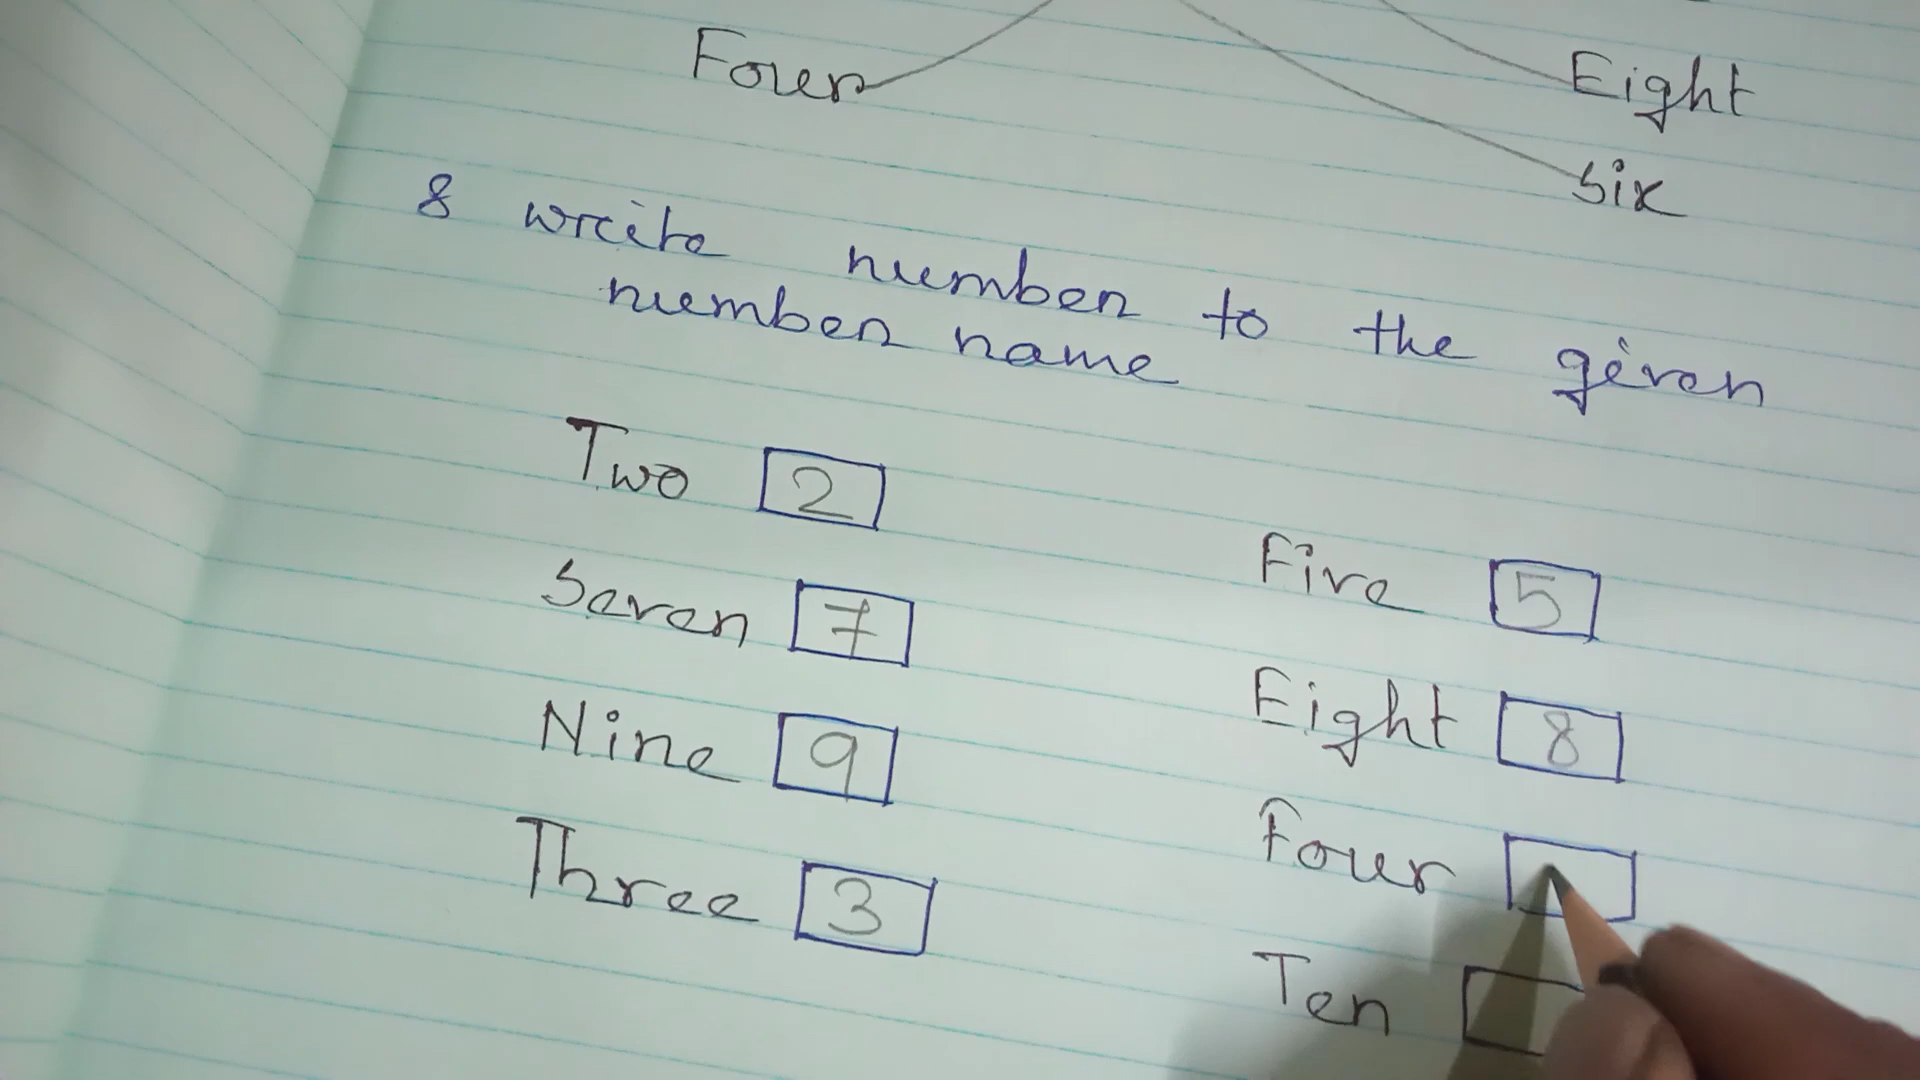 Four
Eight
Six
8 write number to the given
number name
Two 2
Five 5
Seven 7
Eight 8
Nine 9
Four
Three 3
Ten